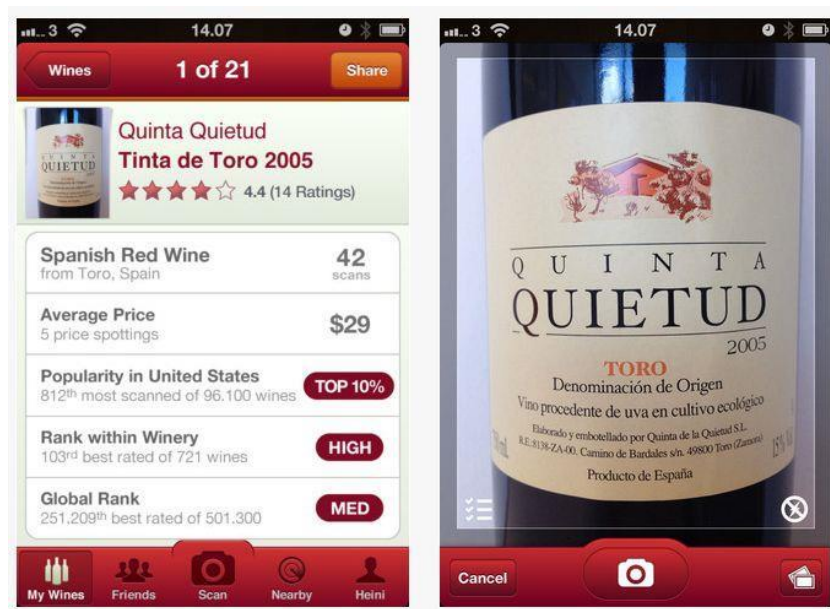 3 14.07
Wines 1 of 21 Share
Quinta Quietud
Tinta de Toro 2005
4.4 (14 Ratings)
QUIETUD
Spanish Red Wine 42
from Toro, Spain scans
Average Price $29
5 price spottings
Popularity in United States TOP 10%
812th most scanned of 96.100 wines
Rank within Winery HIGH
103rd best rated of 721 wines
Global Rank MED
251.209th best rated of 501.300
My Wines Friends Scan Nearby Heini
3 14.07
QUINTA
QUIETUD
2005
TORO
Denominación de Origen
Vino procedente de uva en cultivo ecológico
Elaborado y embotellado por Quinta de la Quietud S.L.
R.E.:8138-ZA-00. Camino de Bardales s/n. 49800 Toro (Zamora)
15% Vol
Producto de España
Cancel